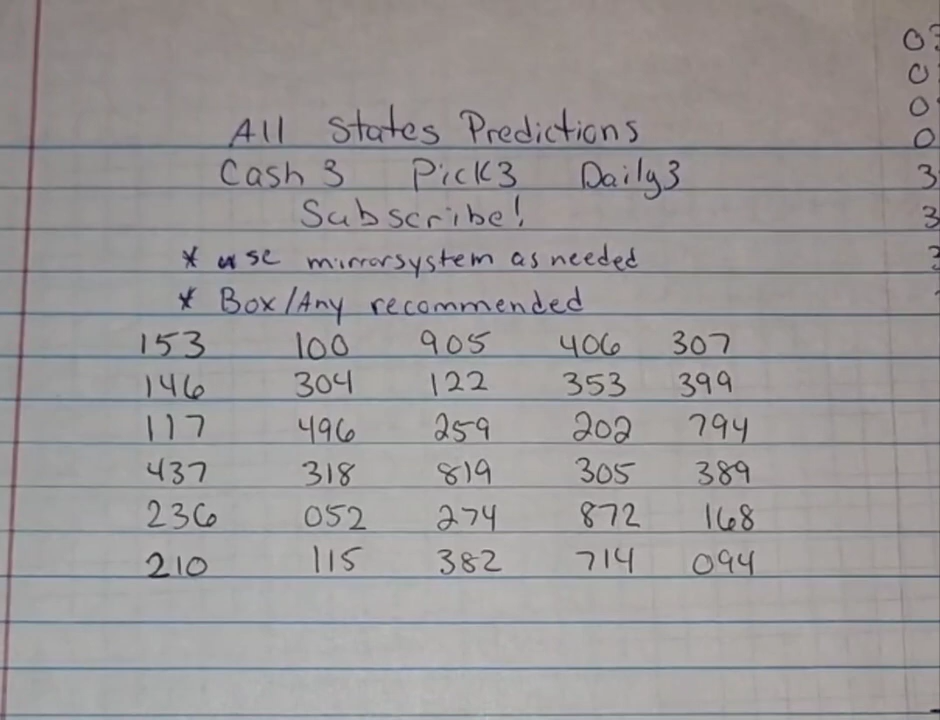 All States Predictions
Cash 3 Pick3 Daily3
Subscribe!
* use mirrorsystem as needed
* Box/Any recommended
153 100 905 406 307
146 304 122 353 399
117 496 259 202 794
437 318 819 305 389
236 052 274 872 168
210 115 382 714 094